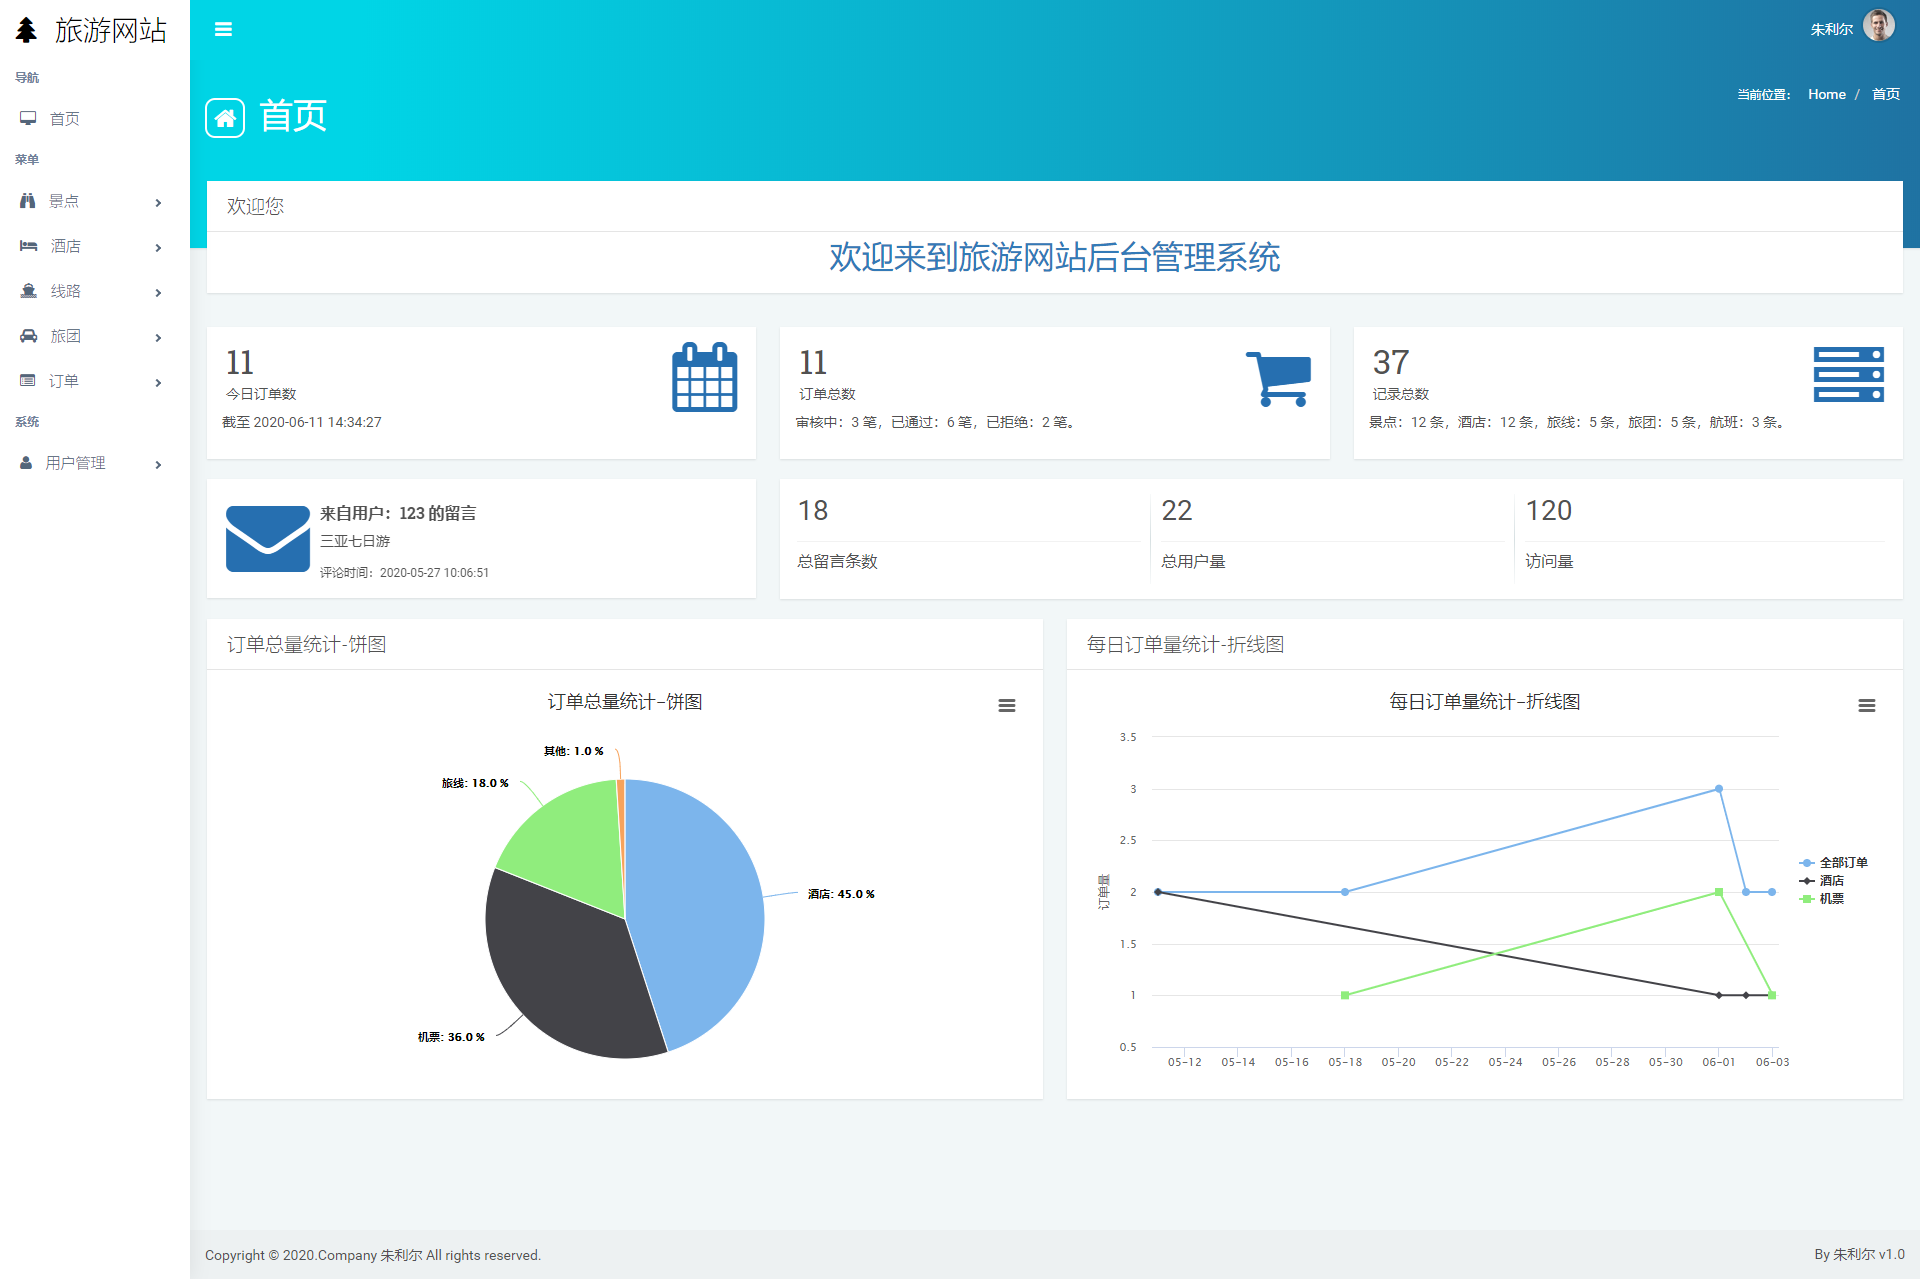 旅游网站
导航
首页
菜单
景点
酒店
线路
旅团
订单
系统
用户管理
朱利尔
首页
当前位置： Home / 首页
欢迎您
欢迎来到旅游网站后台管理系统
11
今日订单数
截至 2020-06-11 14:34:27
11
订单总数
审核中：3 笔，已通过：6 笔，已拒绝：2 笔。
37
记录总数
景点：12 条，酒店：12 条，旅线：5 条，旅团：5 条，航班：3 条。
来自用户：123 的留言
三亚七日游
评论时间：2020-05-27 10:06:51
18
总留言条数
22
总用户量
120
访问量
订单总量统计-饼图
订单总量统计-饼图
其他: 1.0 %
旅线: 18.0 %
酒店: 45.0 %
机票: 36.0 %
每日订单量统计-折线图
每日订单量统计-折线图
订单量
3.5
3
2.5
2
1.5
1
0.5
05-12 05-14 05-16 05-18 05-20 05-22 05-24 05-26 05-28 05-30 06-01 06-03
全部订单
酒店
机票
Copyright © 2020.Company 朱利尔 All rights reserved.
By 朱利尔 v1.0